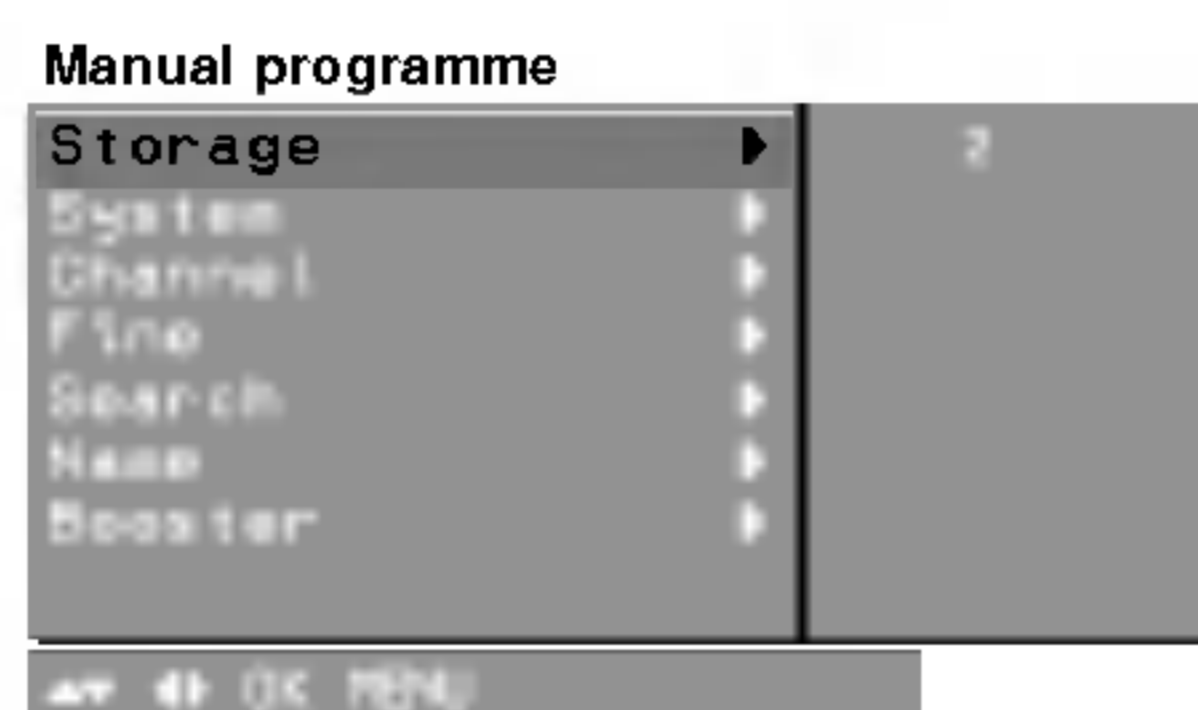 Manual programme
Storage ▶ 2
System ▶
Channel ▶
Fine ▶
Search ▶
Name ▶
Booster ▶
▲▼ ◀▶ OK MENU